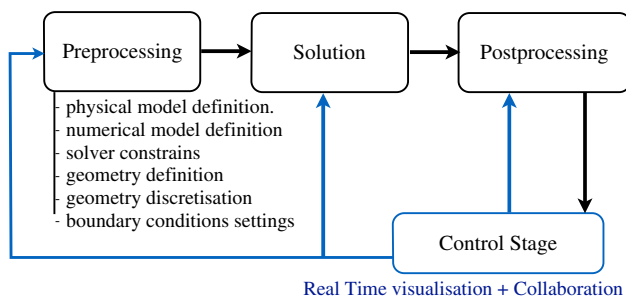 Preprocessing
Solution
Postprocessing
- physical model definition.
- numerical model definition
- solver constrains
- geometry definition
- geometry discretisation
- boundary conditions settings
Control Stage
Real Time visualisation + Collaboration